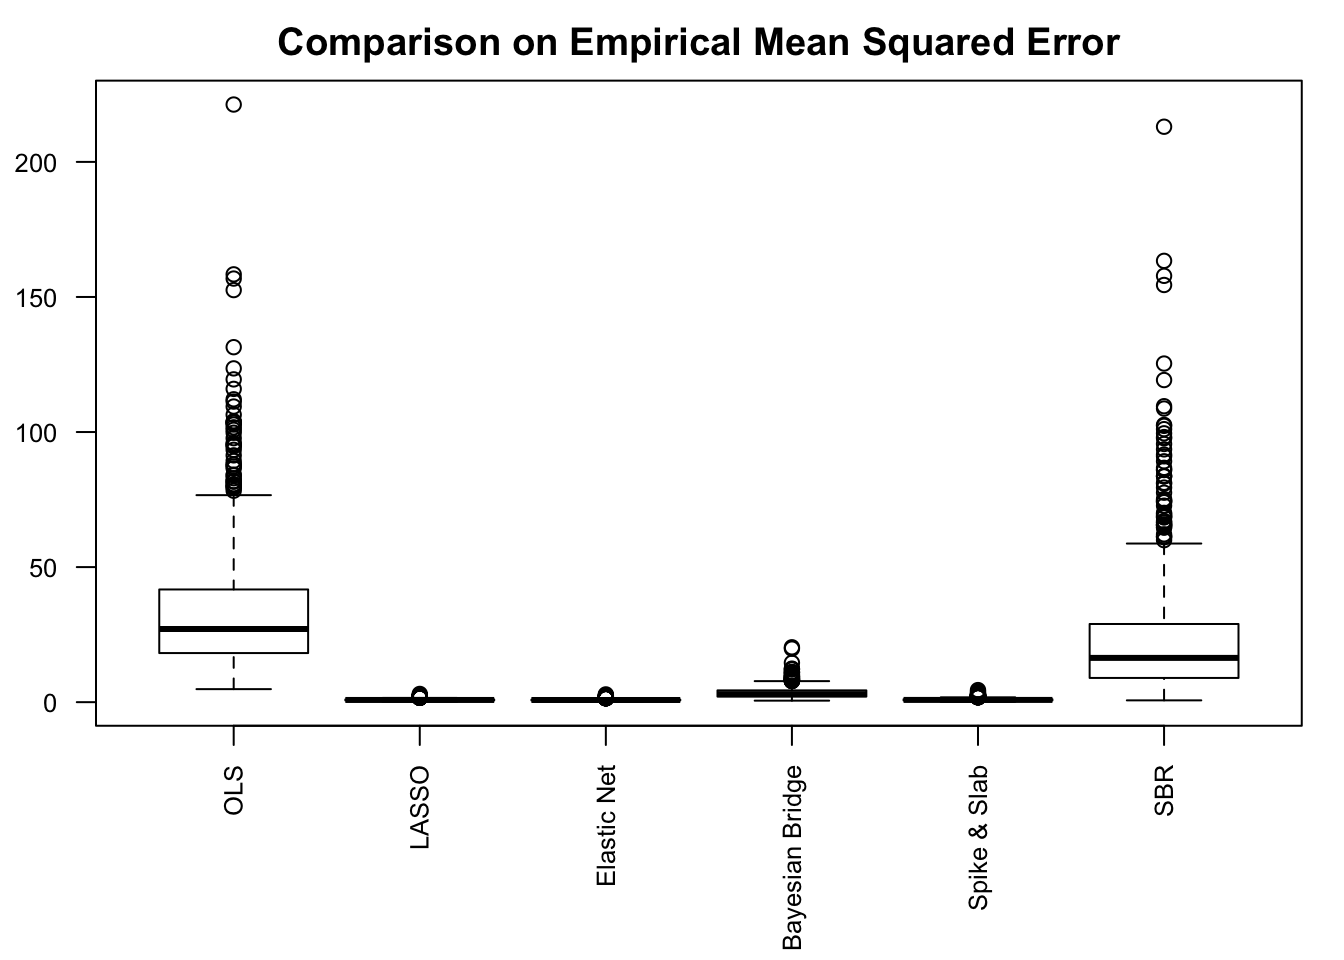 Comparison on Empirical Mean Squared Error
200
150
100
50
0
OLS
LASSO
Elastic Net
Bayesian Bridge
Spike & Slab
SBR